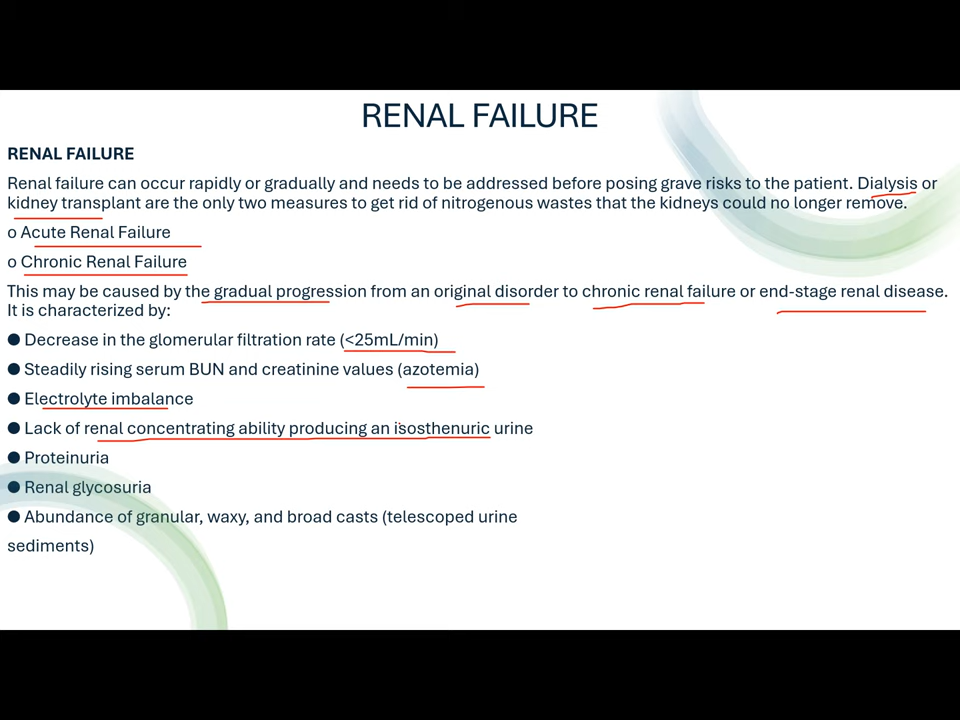 RENAL FAILURE
RENAL FAILURE
Renal failure can occur rapidly or gradually and needs to be addressed before posing grave risks to the patient. Dialysis or
kidney transplant are the only two measures to get rid of nitrogenous wastes that the kidneys could no longer remove.
o Acute Renal Failure
o Chronic Renal Failure
This may be caused by the gradual progression from an original disorder to chronic renal failure or end-stage renal disease.
It is characterized by:
● Decrease in the glomerular filtration rate (<25mL/min)
● Steadily rising serum BUN and creatinine values (azotemia)
● Electrolyte imbalance
● Lack of renal concentrating ability producing an isosthenuric urine
● Proteinuria
● Renal glycosuria
● Abundance of granular, waxy, and broad casts (telescoped urine
sediments)